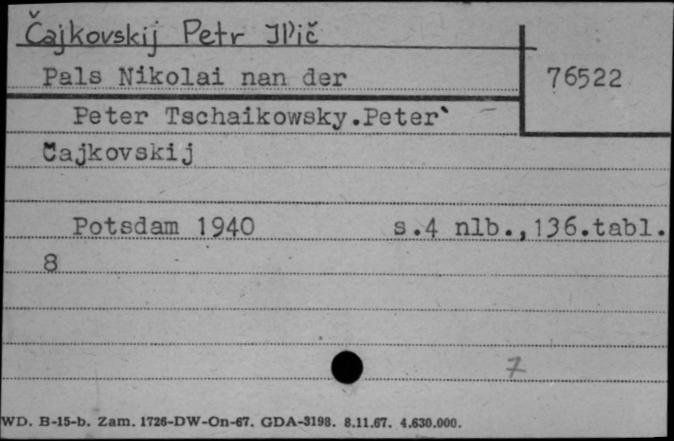 Čajkovskij Petr Il'ič
Pals Nikolai nan der
76522
Peter Tschaikowsky.Peter`
Čajkovskij
Potsdam 1940 s.4 nlb.,136.tabl.
8
7
WD. B-15-b. Zam. 1726-DW-On-67. GDA-3198. 8.11.67. 4.630.000.